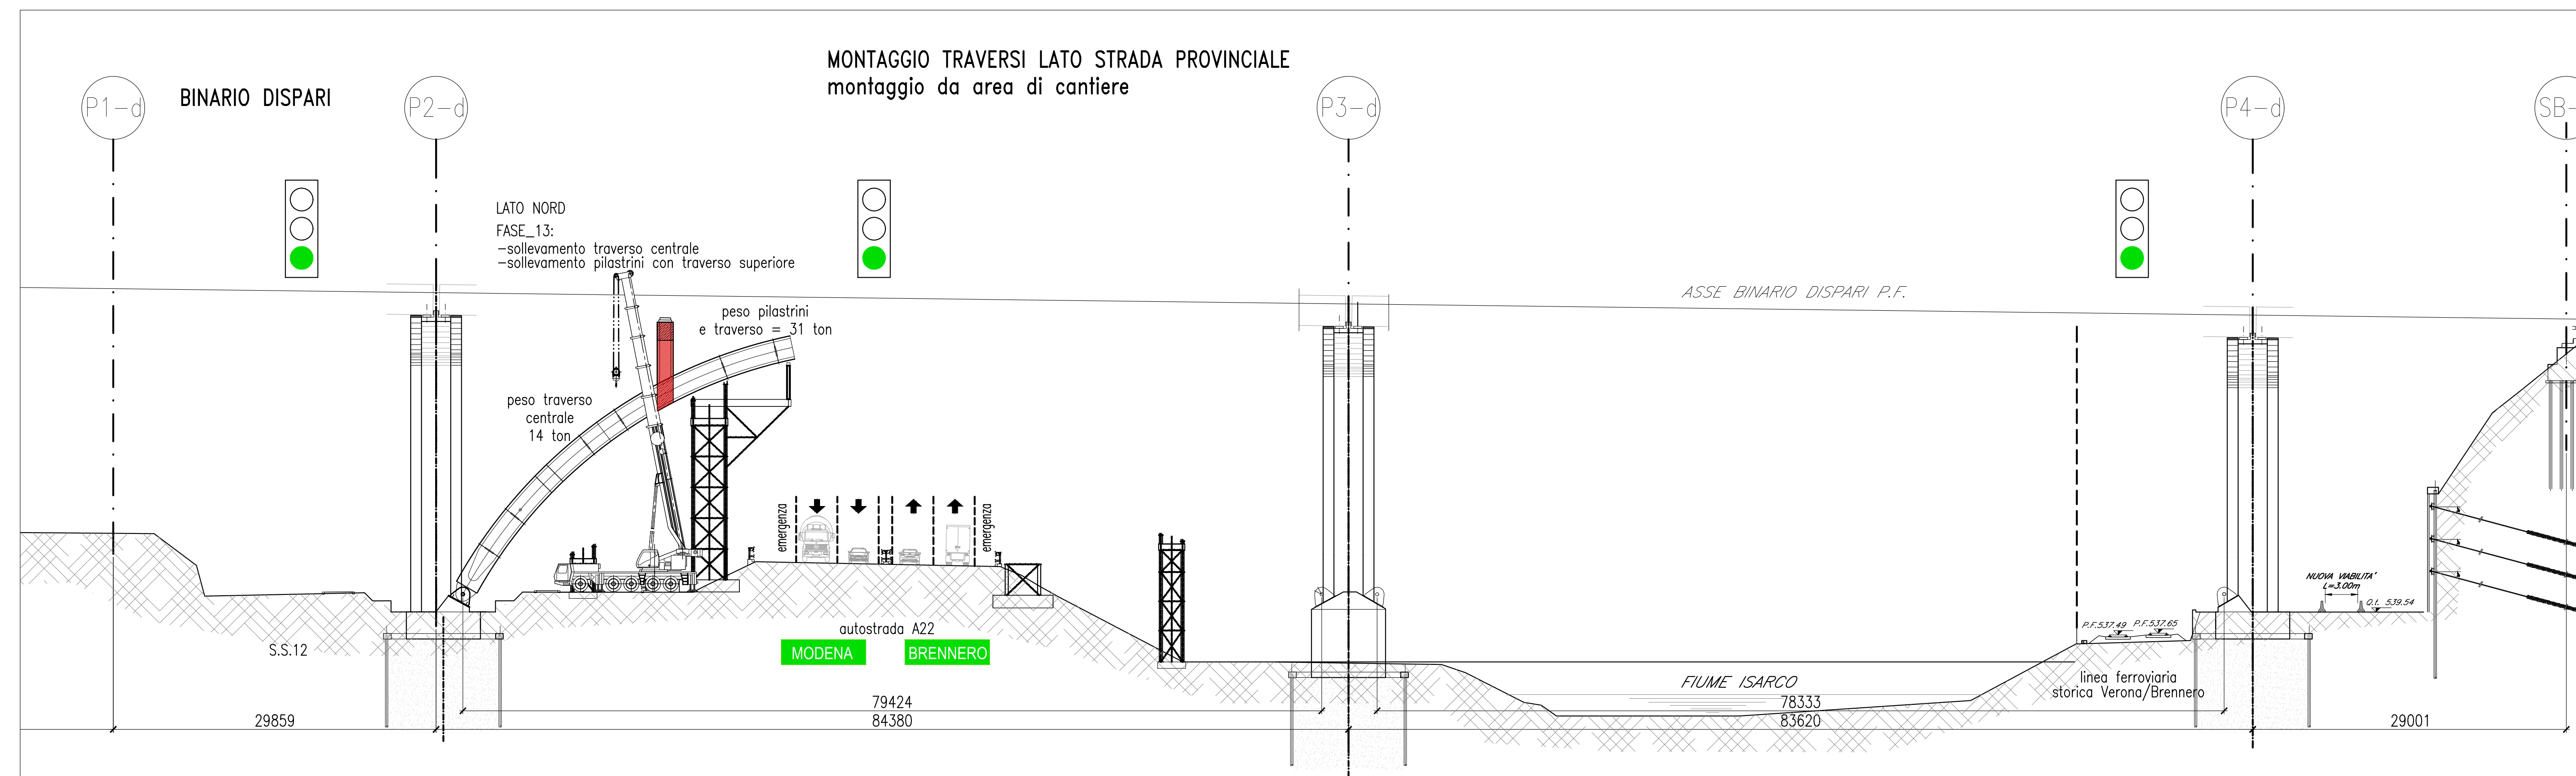 MONTAGGIO TRAVERSI LATO STRADA PROVINCIALE
montaggio da area di cantiere
P1-d
BINARIO DISPARI
P2-d
P3-d
P4-d
SB-
LATO NORD
FASE_13:
-sollevamento traverso centrale
-sollevamento pilastrini con traverso superiore
ASSE BINARIO DISPARI P.F.
peso pilastrini
e traverso = 31 ton
peso traverso
centrale
14 ton
emergenza
emergenza
NUOVA VIABILITA'
L=3.00m
Q.t. 539.54
P.F.537.49
P.F.537.65
autostrada A22
MODENA
BRENNERO
S.S.12
FIUME ISARCO
linea ferroviaria
storica Verona/Brennero
79424
78333
29859
84380
83620
29001